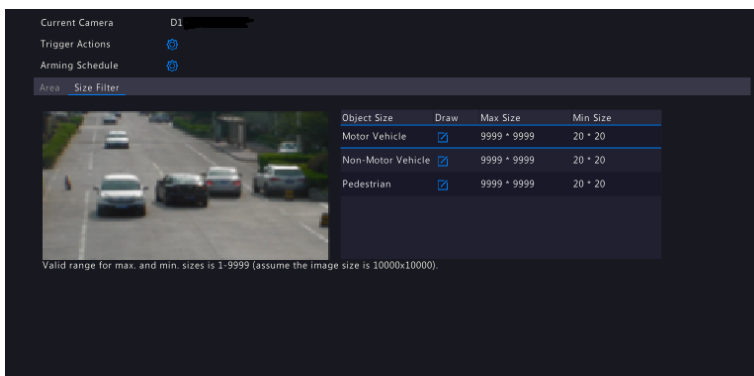 Current Camera D1
Trigger Actions
Arming Schedule
Area Size Filter
Object Size Draw Max Size Min Size
Motor Vehicle 9999 * 9999 20 * 20
Non-Motor Vehicle 9999 * 9999 20 * 20
Pedestrian 9999 * 9999 20 * 20
Valid range for max. and min. sizes is 1-9999 (assume the image size is 10000x10000).